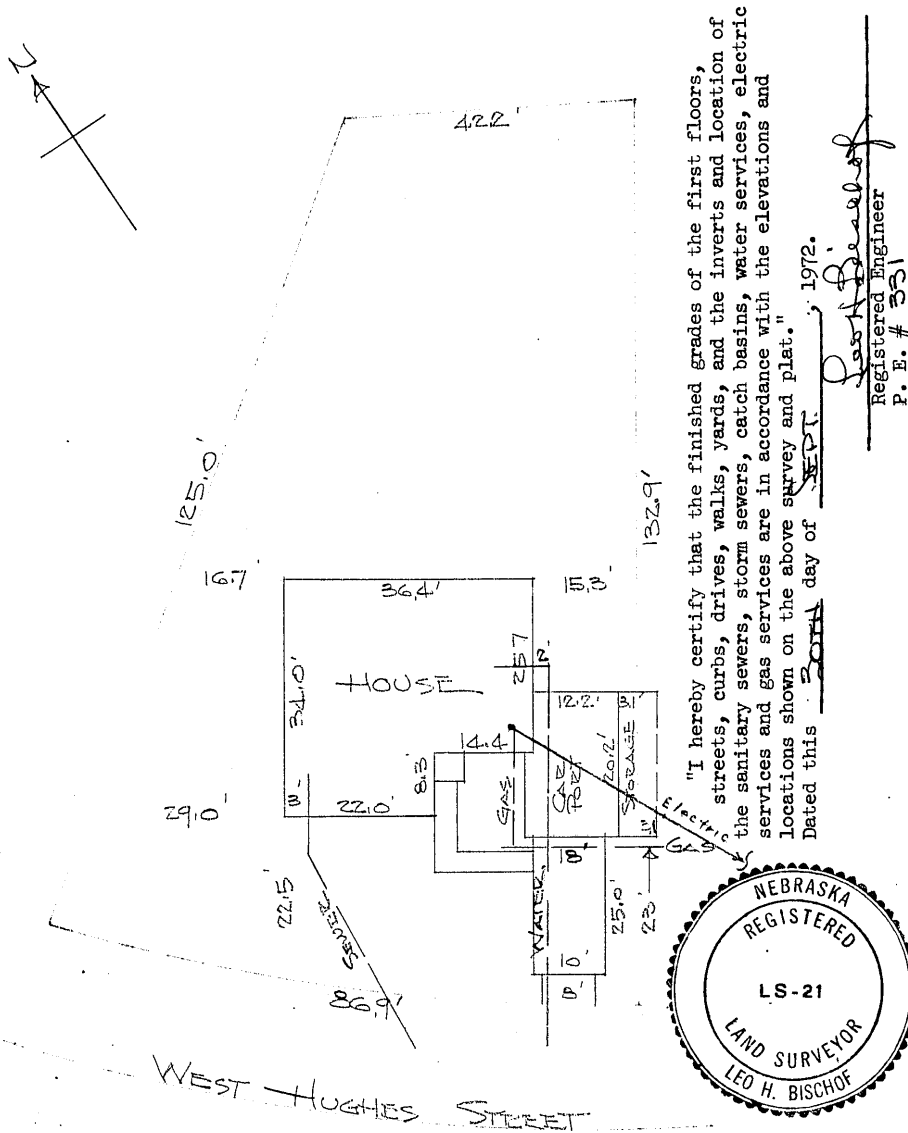 N
42.2'
125.0'
132.9'
16.7'
36.4'
15.3'
34.0'
HOUSE
25.7
2'
12.2'
3.1'
14.4
8.3'
GAS
CAR
PORT
20.2'
STORAGE
3'
22.0'
29.0'
Electric
GAS
8'
22.5'
SEWER
WATER
25.0'
23'
10'
8'
86.9'
WEST HUGHES STREET
"I hereby certify that the finished grades of the first floors,
streets, curbs, drives, walks, yards, and the inverts and location of
the sanitary sewers, storm sewers, catch basins, water services, electric
services and gas services are in accordance with the elevations and
locations shown on the above survey and plat."
Dated this 30TH day of SEPT. , 1972.
Leo H Bischof
Registered Engineer
P. E. # 331
NEBRASKA
REGISTERED
LS-21
LAND SURVEYOR
LEO H. BISCHOF